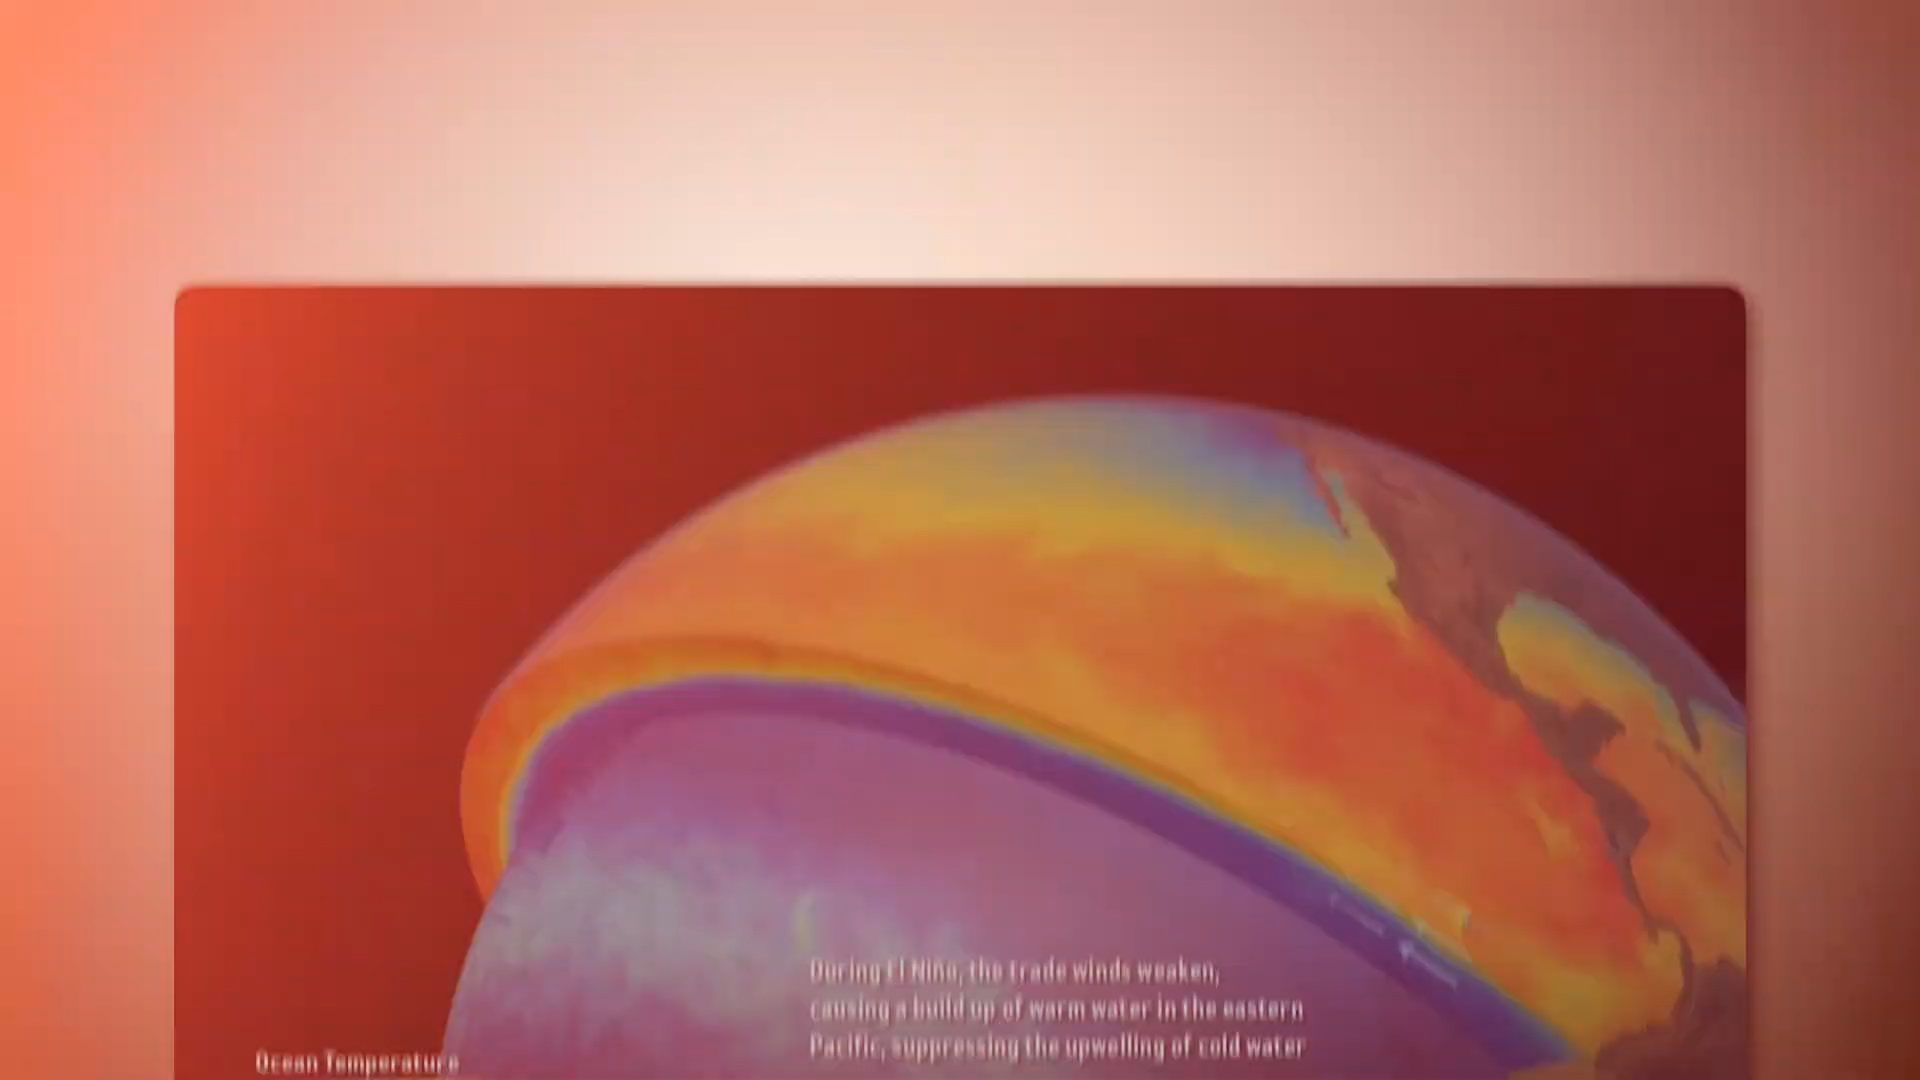 During El Niño, the trade winds weaken,
causing a build up of warm water in the eastern
Pacific, suppressing the upwelling of cold water
Ocean Temperature